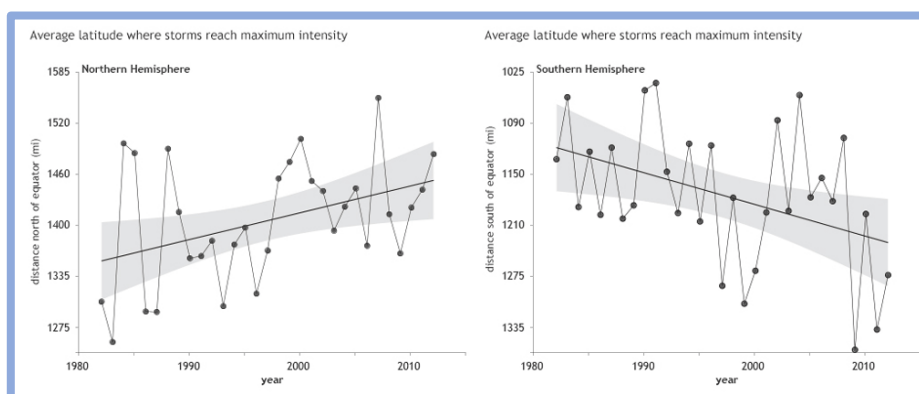 Average latitude where storms reach maximum intensity
Northern Hemisphere
distance north of equator (mi)
1585
1520
1460
1400
1335
1275
1980
1990
2000
2010
year
Average latitude where storms reach maximum intensity
Southern Hemisphere
distance south of equator (mi)
1025
1090
1150
1210
1275
1335
1980
1990
2000
2010
year